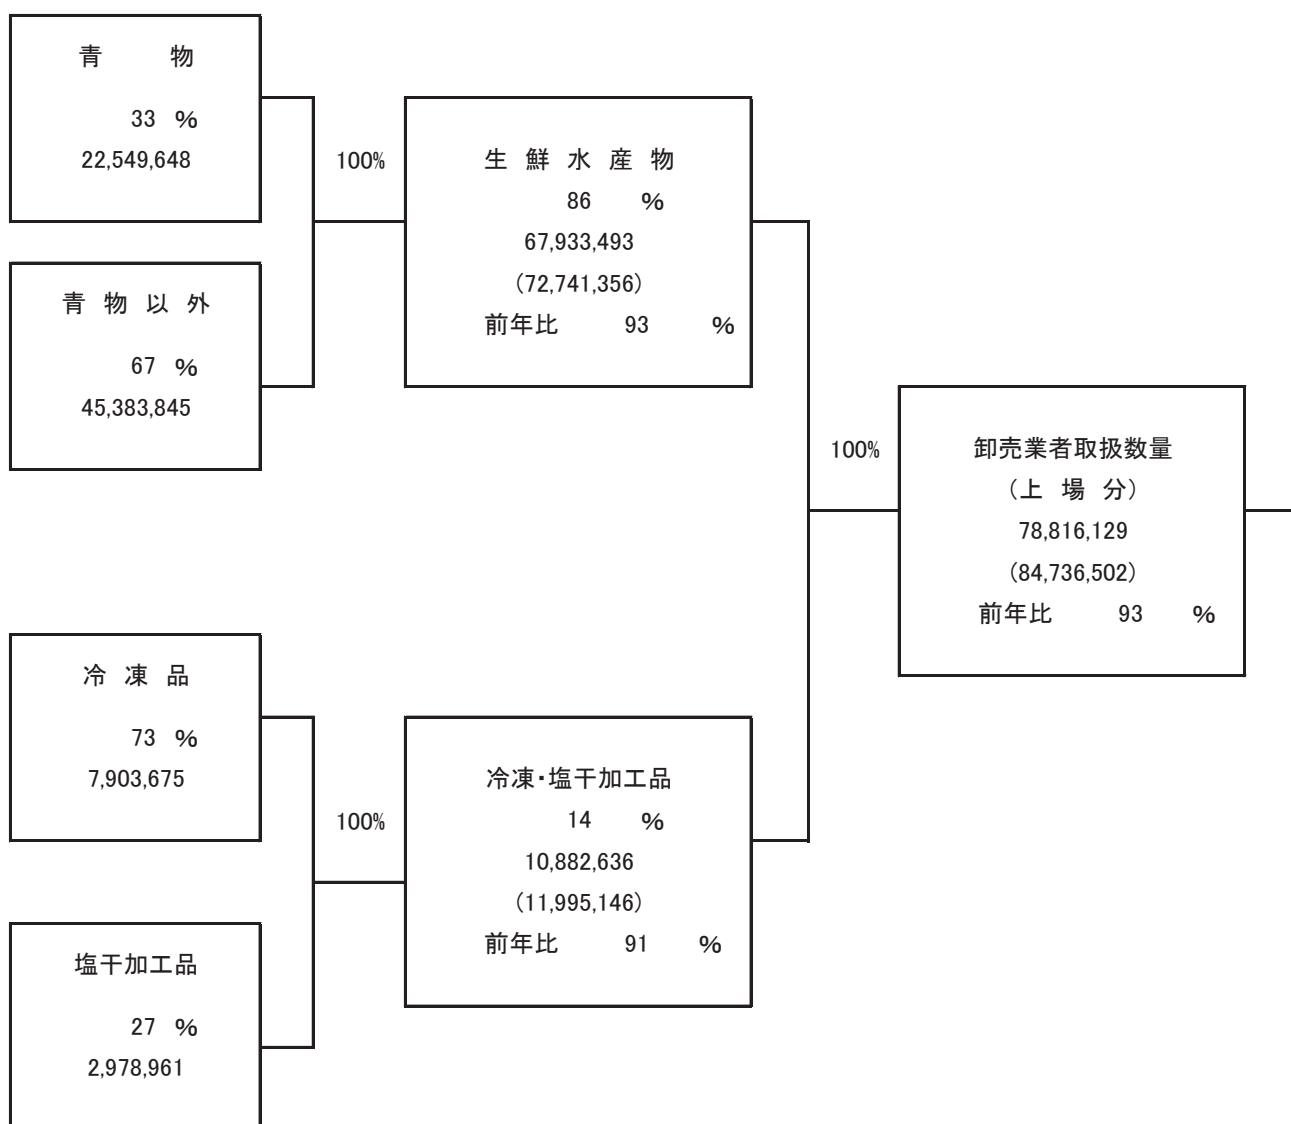 青 物
33 %
22,549,648
青 物 以 外
67 %
45,383,845
100%
生 鮮 水 産 物
86 %
67,933,493
(72,741,356)
前年比 93 %
冷 凍 品
73 %
7,903,675
塩干加工品
27 %
2,978,961
100%
冷凍・塩干加工品
14 %
10,882,636
(11,995,146)
前年比 91 %
100%
卸売業者取扱数量
(上 場 分)
78,816,129
(84,736,502)
前年比 93 %